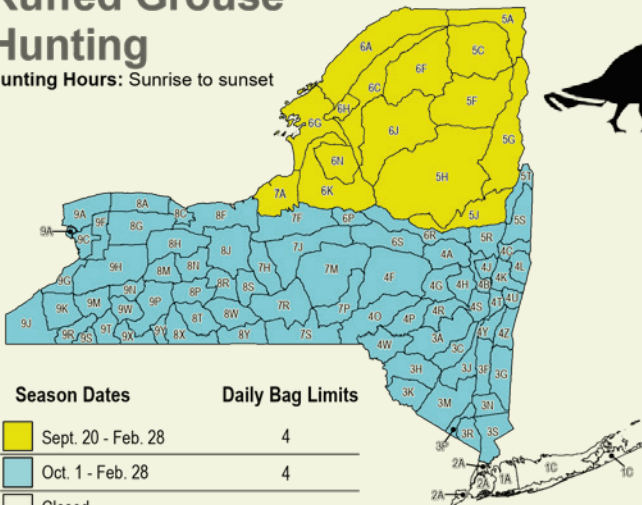 Ruffed Grouse
Hunting
Hunting Hours: Sunrise to sunset
5A
6A
5C
6F
6C
5F
6H
6G
6J
5G
6N
5H
6K
7A
5J
5T
8A
9A
8C
8F
7F
6P
9F
8G
6R
5R
5S
9A
9C
8H
7J
6S
8J
4A
4C
9H
8M
8N
7H
7M
4J
4L
9G
8R
4F
4K
9N
8P
8S
4G
4H
4B
9K
9M
9P
7R
4T
4U
9W
7P
4R
4S
9J
8T
8W
4O
4P
9R
9S
9T
9X
9Y
8X
8Y
7S
4W
3A
4Y
4Z
3C
3H
3J
3F
3G
3K
3M
3N
3P
3R
3S
2A
2A
1A
1C
1C
2A
Season Dates Daily Bag Limits
Sept. 20 - Feb. 28 4
Oct. 1 - Feb. 28 4
Closed